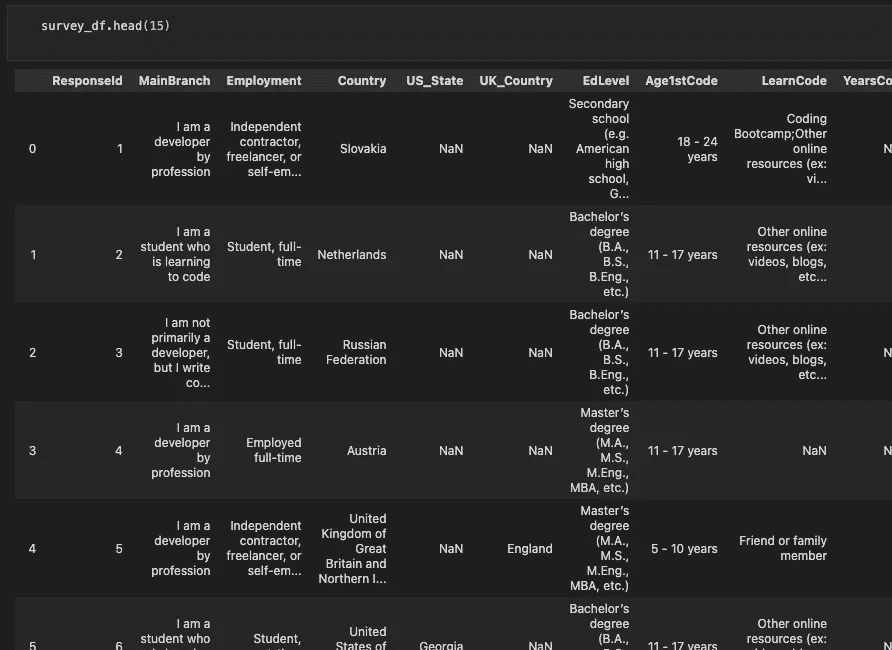 survey_df.head(15)
ResponseId MainBranch Employment Country US_State UK_Country EdLevel Age1stCode LearnCode YearsCo
0 1 I am a developer by profession Independent contractor, freelancer, or self-em... Slovakia NaN NaN Secondary school (e.g. American high school, G... 18 - 24 years Coding Bootcamp;Other online resources (ex: vi... N
1 2 I am a student who is learning to code Student, full-time Netherlands NaN NaN Bachelor’s degree (B.A., B.S., B.Eng., etc.) 11 - 17 years Other online resources (ex: videos, blogs, etc...
2 3 I am not primarily a developer, but I write co... Student, full-time Russian Federation NaN NaN Bachelor’s degree (B.A., B.S., B.Eng., etc.) 11 - 17 years Other online resources (ex: videos, blogs, etc... N
3 4 I am a developer by profession Employed full-time Austria NaN NaN Master’s degree (M.A., M.S., M.Eng., MBA, etc.) 11 - 17 years NaN N
4 5 I am a developer by profession Independent contractor, freelancer, or self-em... United Kingdom of Great Britain and Northern I... NaN England Master’s degree (M.A., M.S., M.Eng., MBA, etc.) 5 - 10 years Friend or family member
5 6 I am a student who Student, United States of Georgia NaN Bachelor’s degree (B.A., 11 - 17 years Other online resources (ex: